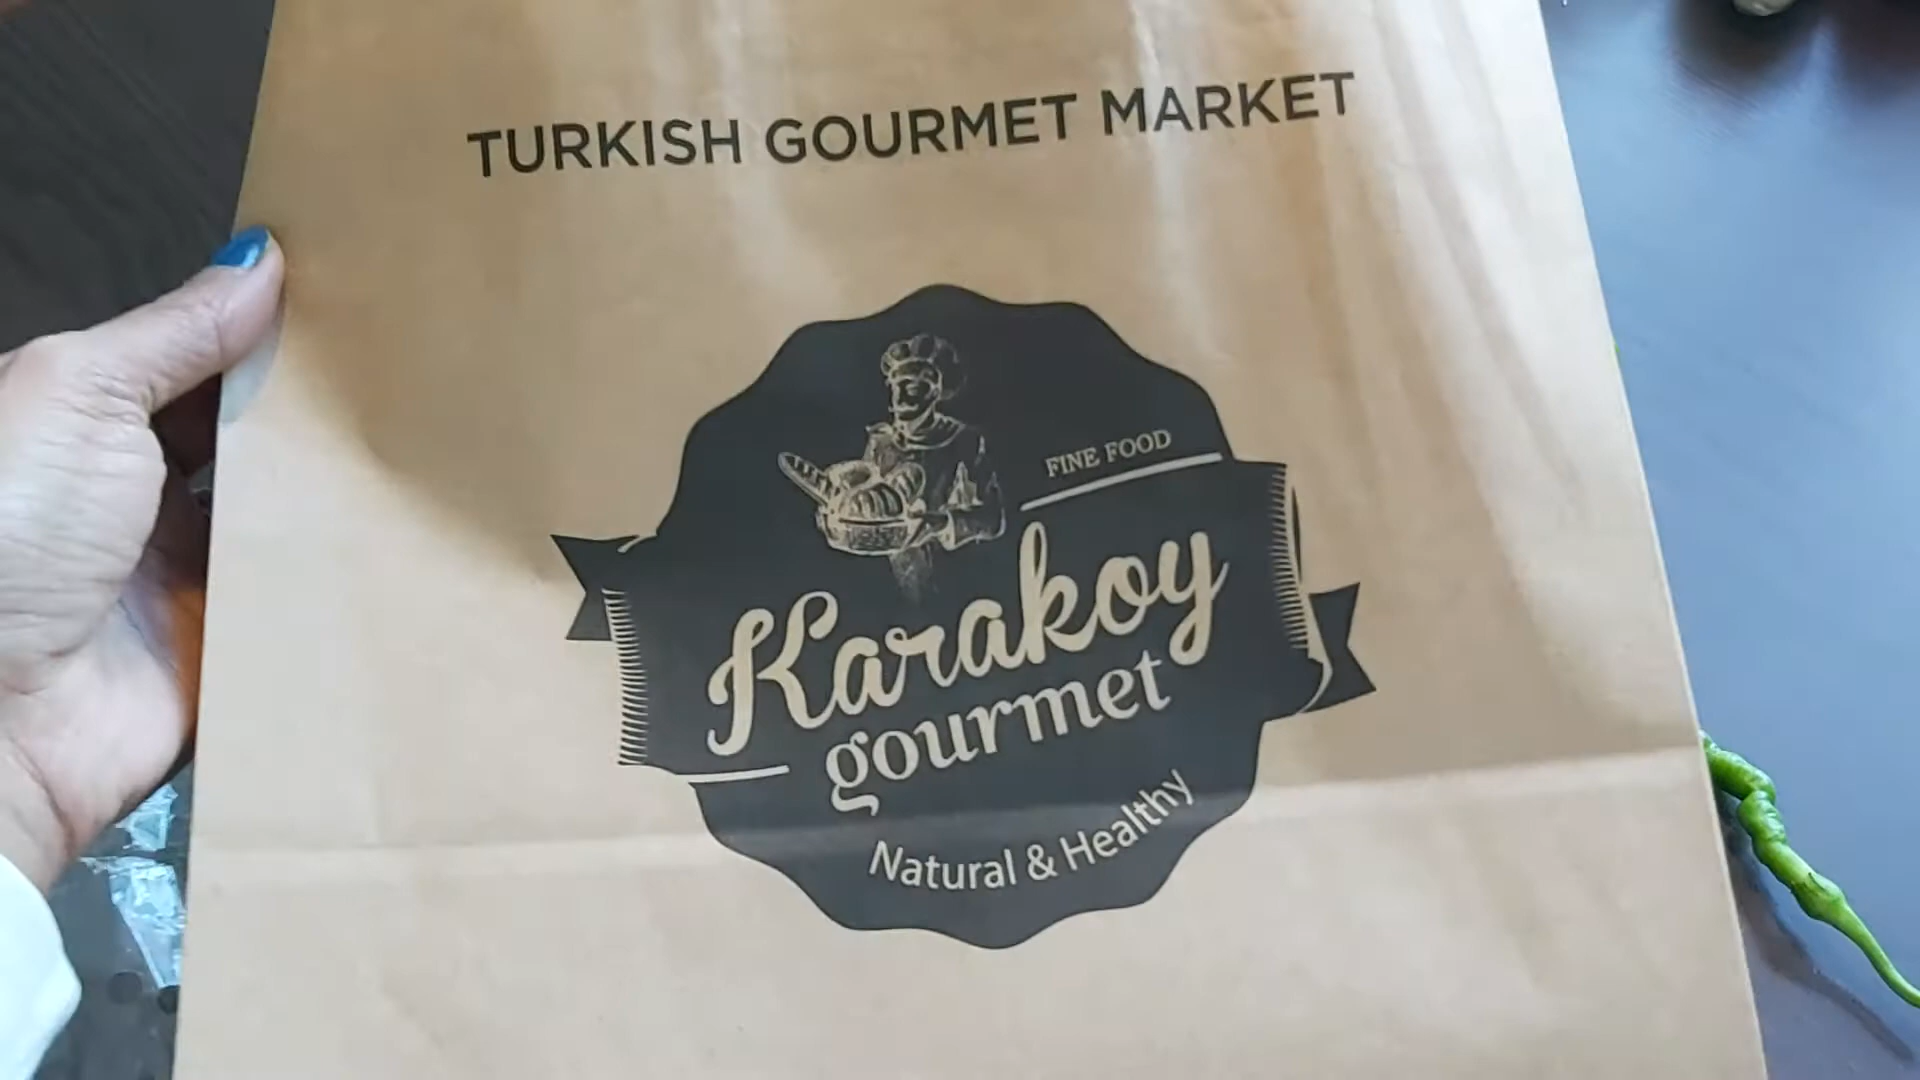 TURKISH GOURMET MARKET
FINE FOOD
Karakoy
gourmet
Natural & Healthy